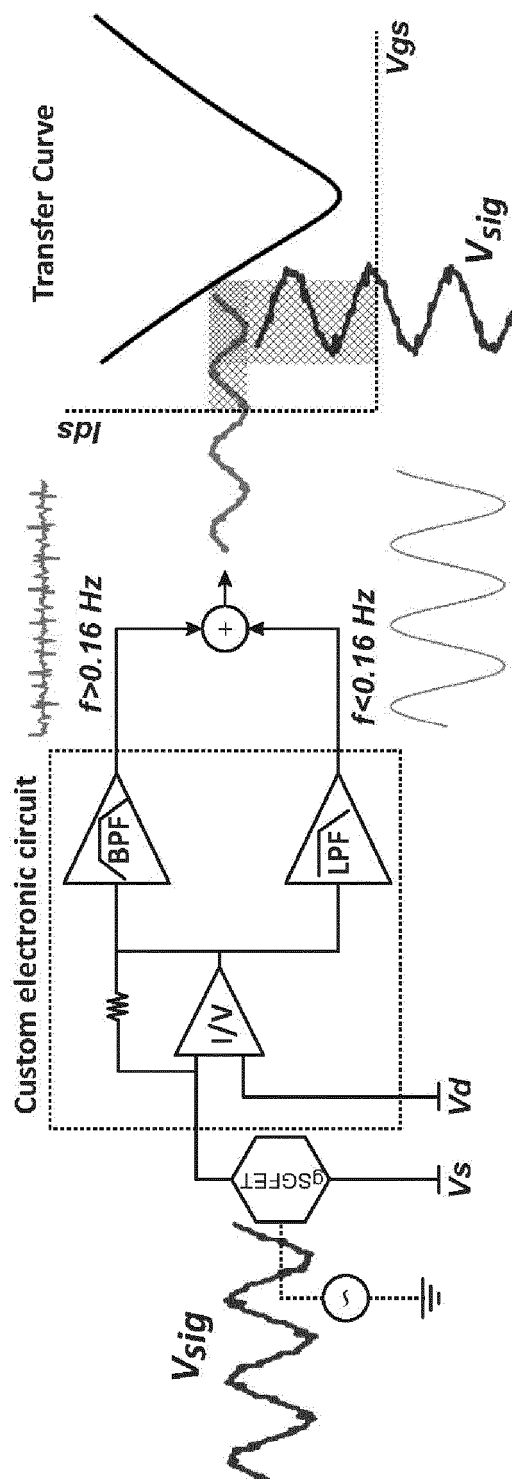 Custom electronic circuit
Transfer Curve
Vsig
gSGFET
Vs
Vd
I/V
BPF
LPF
f>0.16 Hz
f<0.16 Hz
+
~
Ids
Vgs
Vsig